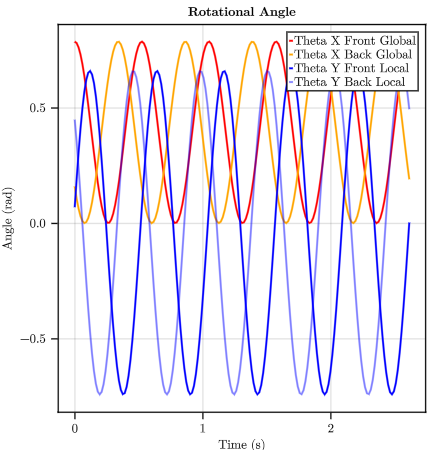 Rotational Angle
Theta X Front Global
Theta X Back Global
Theta Y Front Local
Theta Y Back Local
Angle (rad)
0.5
0.0
−0.5
0
1
2
Time (s)